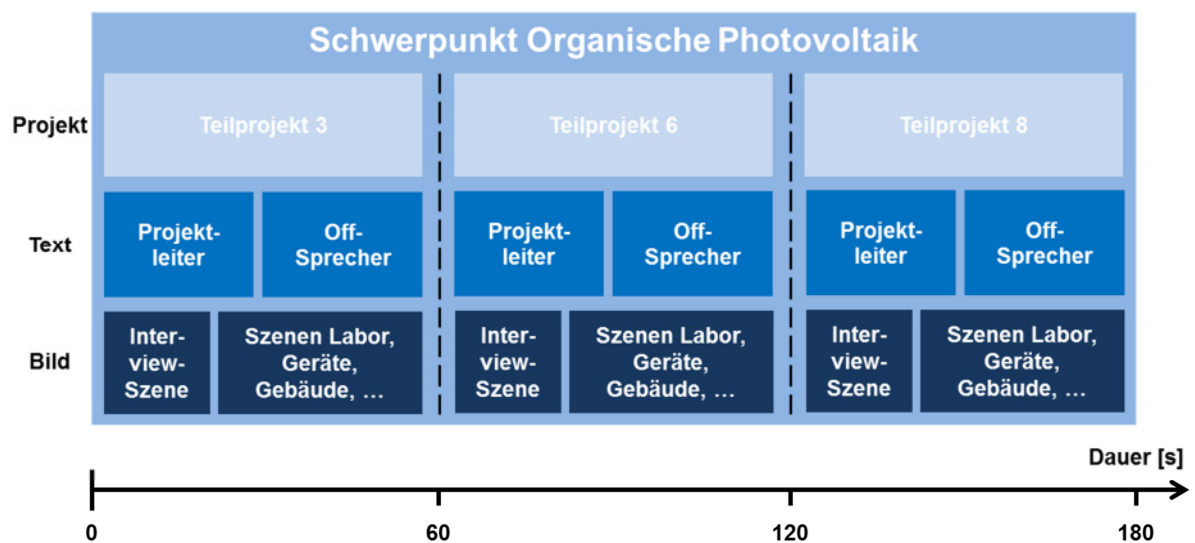 Schwerpunkt Organische Photovoltaik
Projekt
Teilprojekt 3
Teilprojekt 6
Teilprojekt 8
Text
Projekt-
leiter
Off-
Sprecher
Projekt-
leiter
Off-
Sprecher
Projekt-
leiter
Off-
Sprecher
Bild
Inter-
view-
Szene
Szenen Labor,
Geräte,
Gebäude, …
Inter-
view-
Szene
Szenen Labor,
Geräte,
Gebäude, …
Inter-
view-
Szene
Szenen Labor,
Geräte,
Gebäude, …
Dauer [s]
0
60
120
180